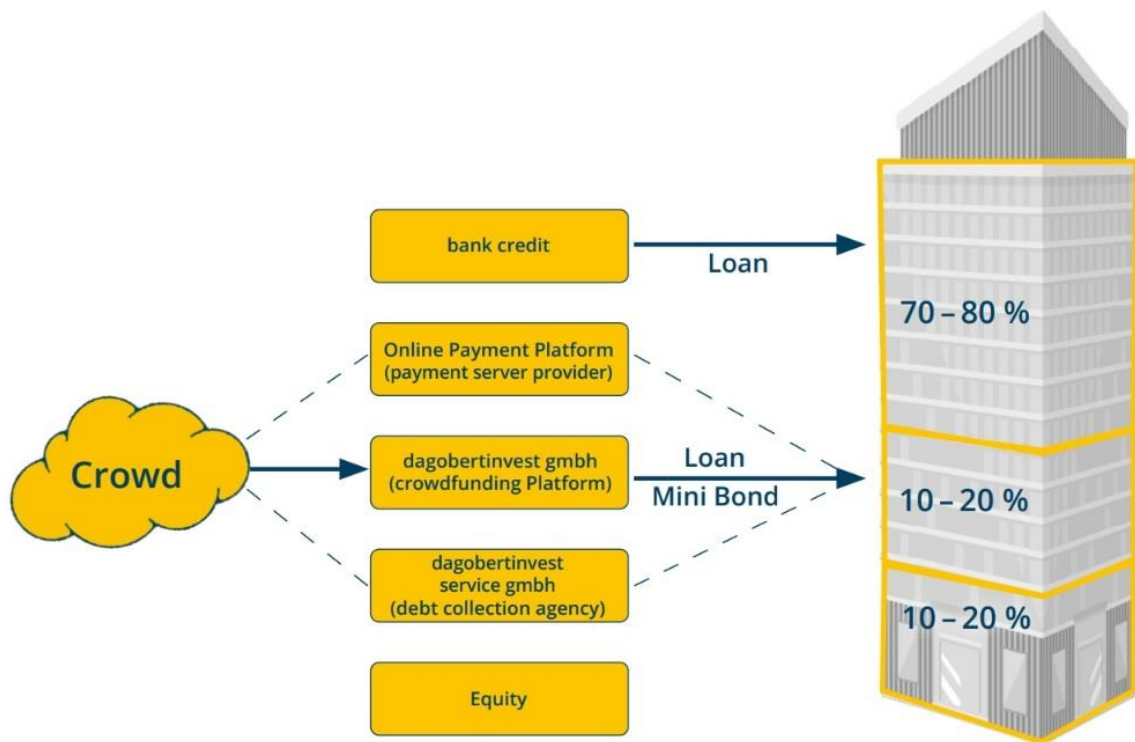 bank credit
Loan
70 – 80 %
Online Payment Platform
(payment server provider)
Crowd
dagobertinvest gmbh
(crowdfunding Platform)
Loan
Mini Bond
10 – 20 %
dagobertinvest
service gmbh
(debt collection agency)
10 – 20 %
Equity